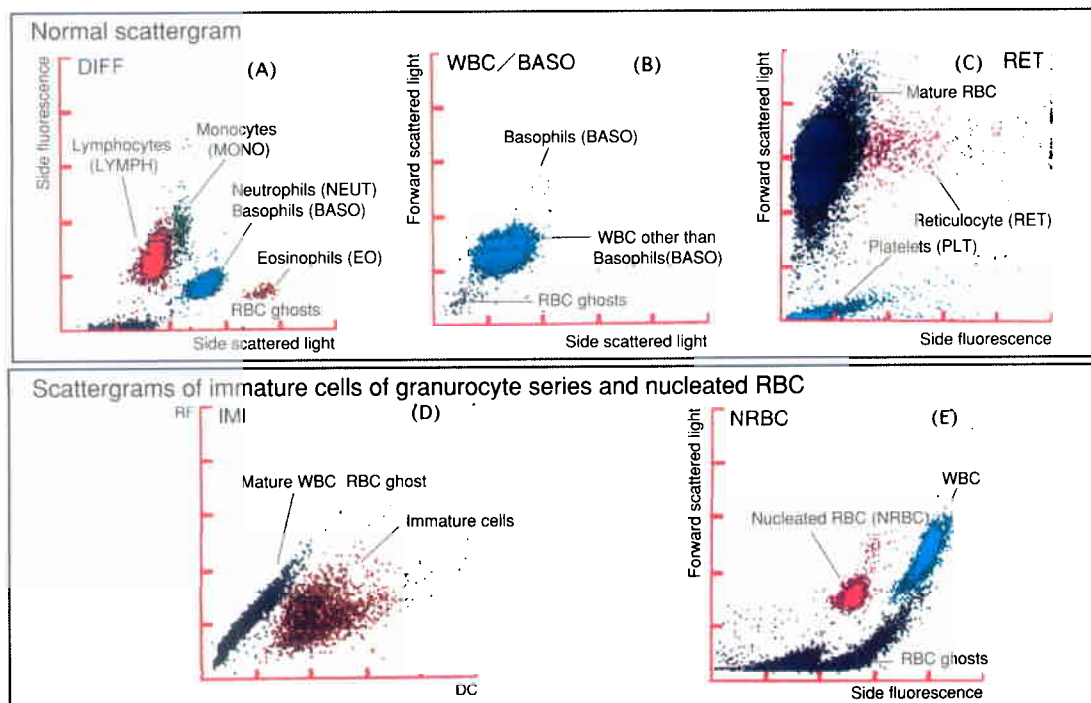 Normal scattergram
DIFF
(A)
Side fluorescence
Lymphocytes
(LYMPH)
Monocytes
(MONO)
Neutrophils (NEUT)
Basophils (BASO)
Eosinophils (EO)
RBC ghosts
Side scattered light
WBC/BASO
(B)
Forward scattered light
Basophils (BASO)
WBC other than
Basophils(BASO)
RBC ghosts
Side scattered light
(C)
RET
Forward scattered light
Mature RBC
Reticulocyte (RET)
Platelets (PLT)
Side fluorescence
Scattergrams of immature cells of granurocyte series and nucleated RBC
RF
IMI
(D)
Mature WBC RBC ghost
Immature cells
DC
NRBC
(E)
Forward scattered light
WBC
Nucleated RBC (NRBC)
RBC ghosts
Side fluorescence